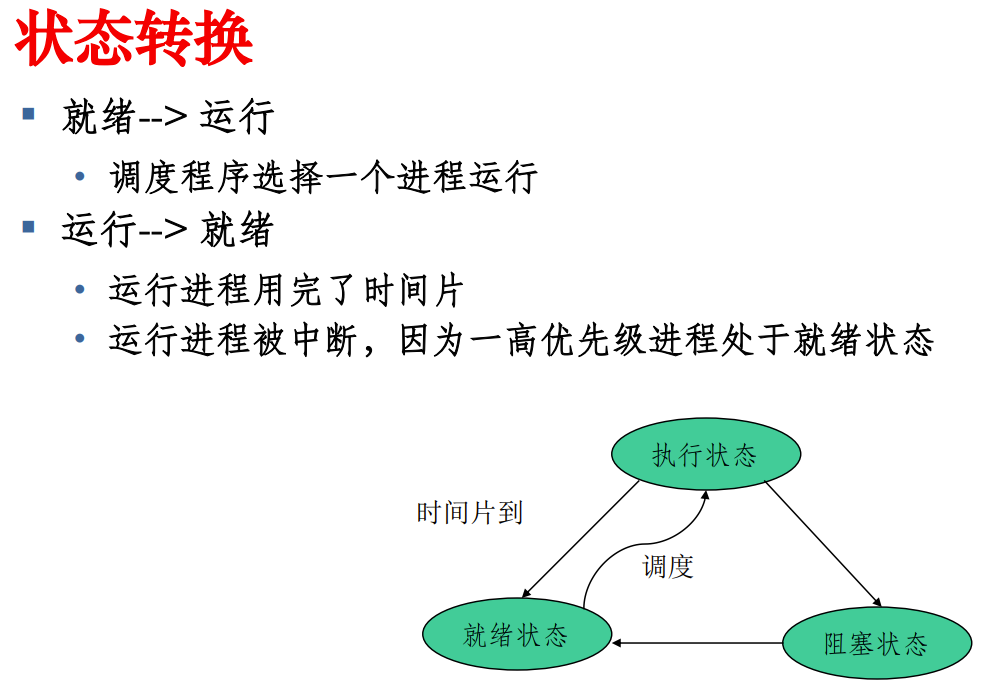 状态转换
就绪--> 运行
调度程序选择一个进程运行
运行--> 就绪
运行进程用完了时间片
运行进程被中断，因为一高优先级进程处于就绪状态
执行状态
时间片到
调度
就绪状态
阻塞状态